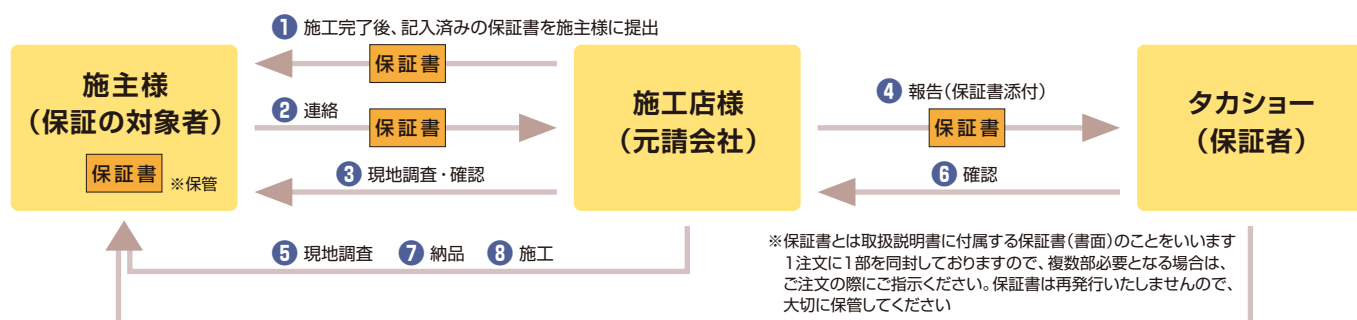 ❶ 施工完了後、記入済みの保証書を施主様に提出
保証書
施主様
（保証の対象者）
保証書 ※保管
❷ 連絡
保証書
❸ 現地調査・確認
施工店様
（元請会社）
❹ 報告（保証書添付）
保証書
❻ 確認
タカショー
（保証者）
❺ 現地調査 ❼ 納品 ❽ 施工
※保証書とは取扱説明書に付属する保証書（書面）のことをいいます
1注文に1部を同封しておりますので、複数部必要となる場合は、
ご注文の際にご指示ください。保証書は再発行いたしませんので、
大切に保管してください